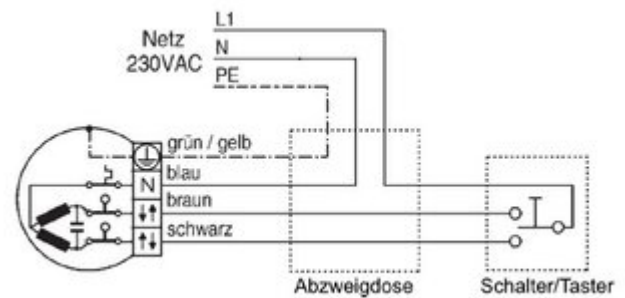 L1
Netz
230VAC
N
PE
grün / gelb
blau
N
braun
↓↑
schwarz
↑↓
Abzweigdose
Schalter/Taster